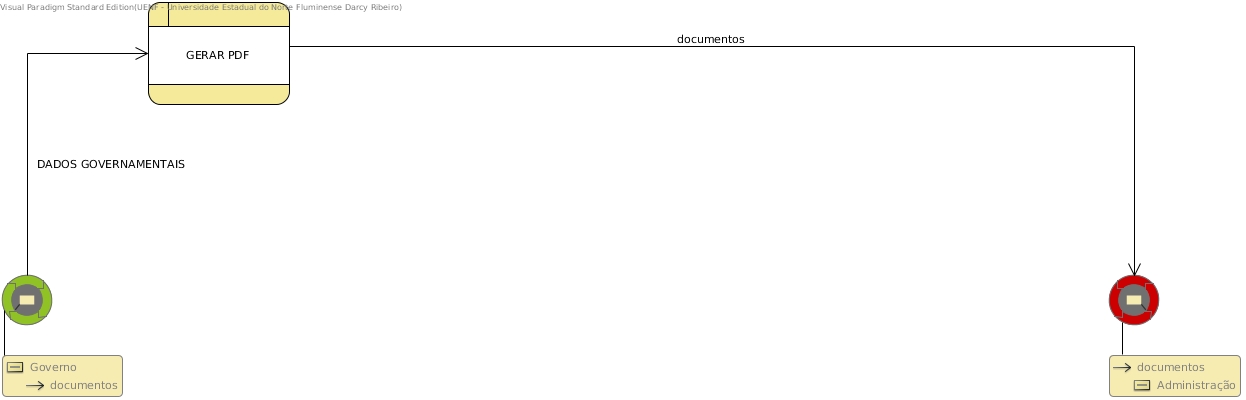 Visual Paradigm Standard Edition(UENF - Universidade Estadual do Norte Fluminense Darcy Ribeiro)
documentos
GERAR PDF
DADOS GOVERNAMENTAIS
Governo
documentos
documentos
Administração